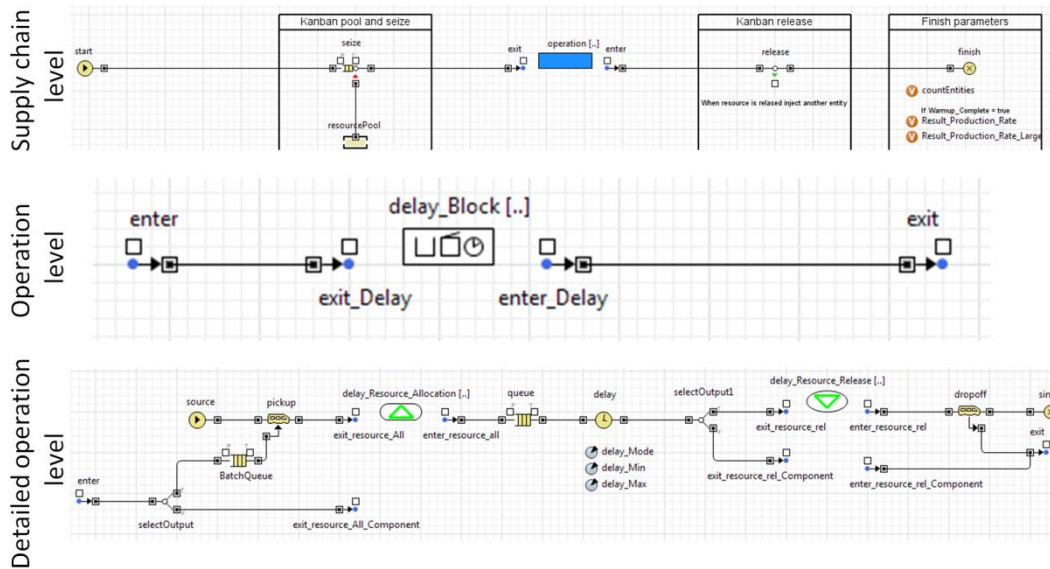 Supply chain
level
Kanban pool and seize
Kanban release
Finish parameters
start
seize
exit
operation [..]
enter
release
finish
resourcePool
When resource is relased inject another entity
countEntities
If Warmup_Complete = true
Result_Production_Rate
Result_Production_Rate_Large
Operation
level
enter
delay_Block [..]
exit
exit_Delay
enter_Delay
Detailed operation
level
source
pickup
delay_Resource_Allocation [..]
queue
delay
selectOutput1
delay_Resource_Release [..]
dropoff
exit_resource_All
enter_resource_all
exit_resource_rel
enter_resource_rel
exit
BatchQueue
delay_Mode
delay_Min
delay_Max
exit_resource_rel_Component
enter_resource_rel_Component
enter
selectOutput
exit_resource_All_Component